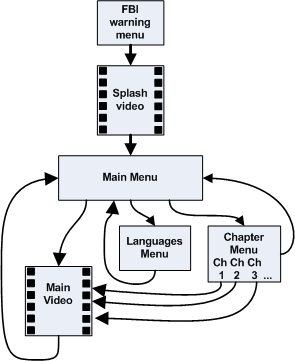 FBI
warning
menu
Splash
video
Main Menu
Languages
Menu
Chapter
Menu
Ch Ch Ch
1 2 3 ...
Main
Video